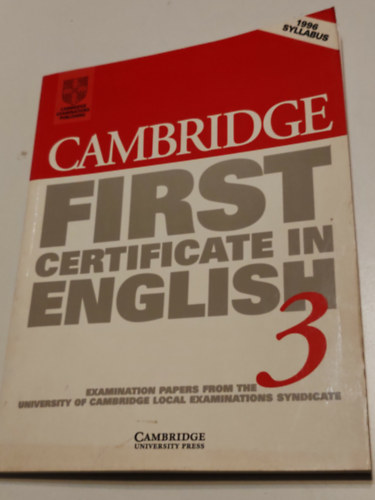 1996
SYLLABUS
CAMBRIDGE
FIRST
CERTIFICATE IN
ENGLISH
3
EXAMINATION PAPERS FROM THE
UNIVERSITY OF CAMBRIDGE LOCAL EXAMINATIONS SYNDICATE
CAMBRIDGE
UNIVERSITY PRESS